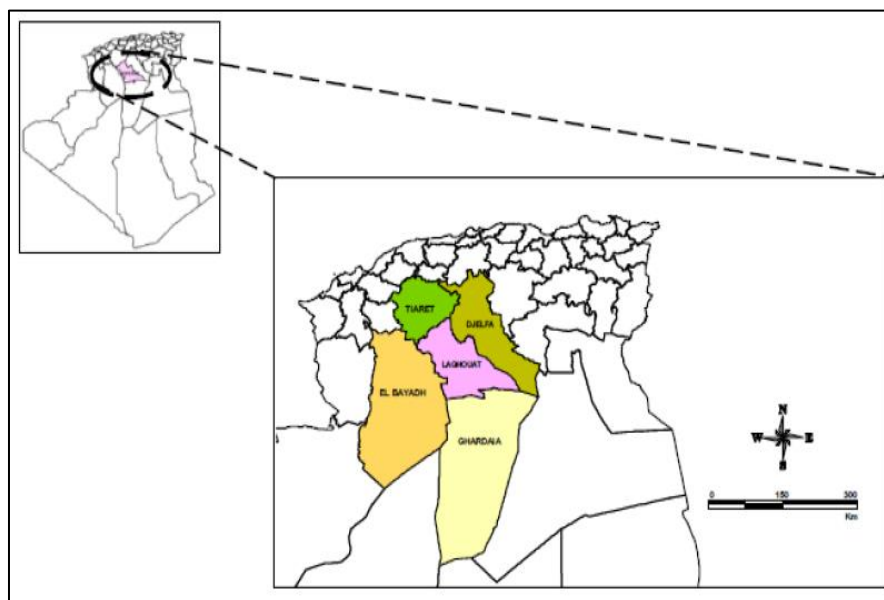 TIARET
DJELFA
LAGHOUAT
EL BAYADH
GHARDAIA
N
W E
S
0 150 300
Km